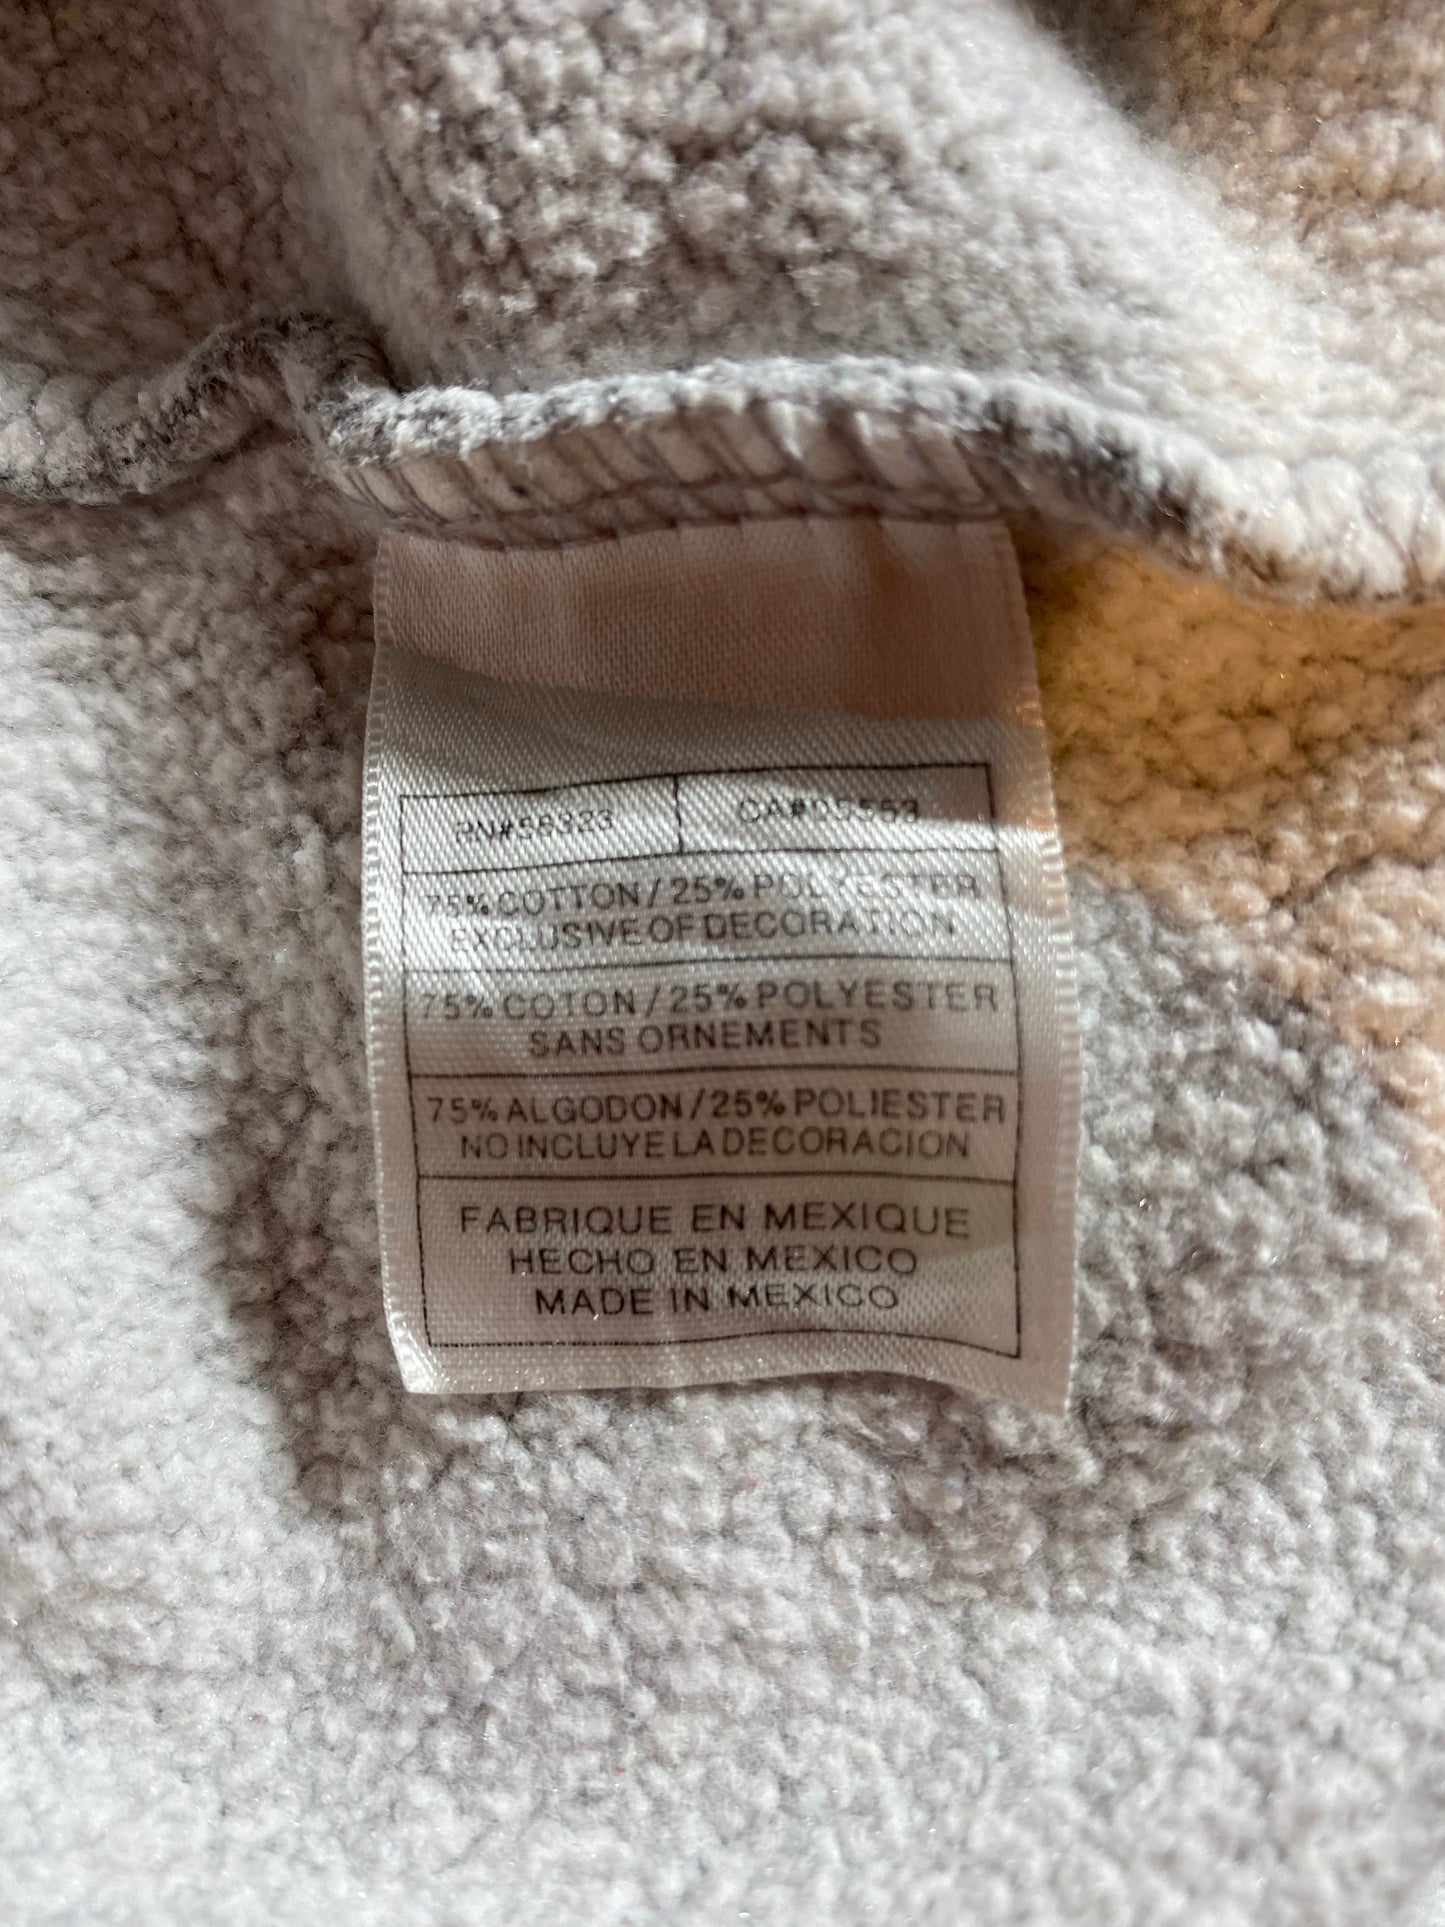 RN#56323 CA#05553
75% COTTON / 25% POLYESTER
EXCLUSIVE OF DECORATION
75% COTON / 25% POLYESTER
SANS ORNEMENTS
75% ALGODON / 25% POLIESTER
NO INCLUYE LA DECORACION
FABRIQUE EN MEXIQUE
HECHO EN MEXICO
MADE IN MEXICO